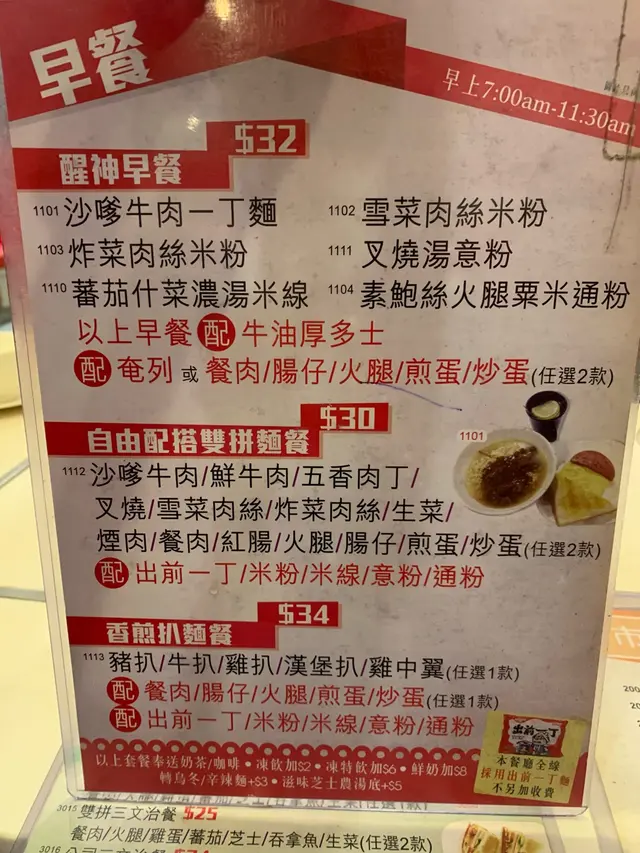 早餐
早上7:00am-11:30am
$32
醒神早餐
1101 沙嗲牛肉一丁麵
1102 雪菜肉絲米粉
1103 炸菜肉絲米粉
1111 叉燒湯意粉
1110 蕃茄什菜濃湯米線
1104 素鮑絲火腿粟米通粉
以上早餐 配 牛油厚多士
配 奄列 或 餐肉/腸仔/火腿/煎蛋/炒蛋(任選2款)
$30
自由配搭雙拼麵餐
1101
1112 沙嗲牛肉/鮮牛肉/五香肉丁/
叉燒/雪菜肉絲/炸菜肉絲/生菜/
煙肉/餐肉/紅腸/火腿/腸仔/煎蛋/炒蛋(任選2款)
配 出前一丁/米粉/米線/意粉/通粉
$34
香煎扒麵餐
1113 豬扒/牛扒/雞扒/漢堡扒/雞中翼(任選1款)
配 餐肉/腸仔/火腿/煎蛋/炒蛋(任選1款)
配 出前一丁/米粉/米線/意粉/通粉
以上套餐奉送奶茶/咖啡•凍飲加$2•凍特飲加$6•鮮奶加$8
轉烏冬/辛辣麵+$3•滋味芝士農湯底+$5
出前一丁
本餐廳全線
採用出前一丁麵
不另加收費
3015 雙拼三文治餐 $25
餐肉/火腿/雞蛋/蕃茄/芝士/吞拿魚/生菜(任選2款)
3016